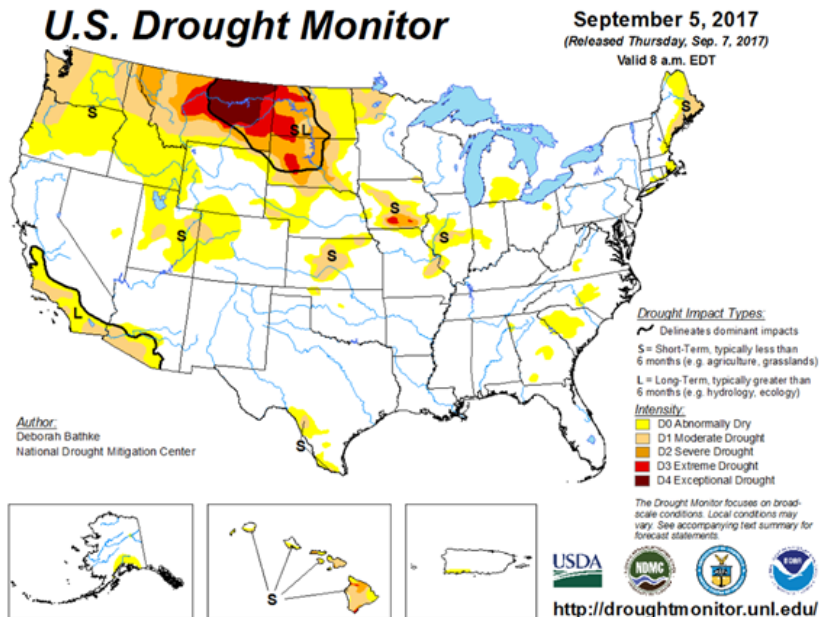 U.S. Drought Monitor
September 5, 2017
(Released Thursday, Sep. 7, 2017)
Valid 8 a.m. EDT
S
S
S L
S
S
S
S
L
S
S
Drought Impact Types:
Delineates dominant impacts
S = Short-Term, typically less than
6 months (e.g. agriculture, grasslands)
L = Long-Term, typically greater than
6 months (e.g. hydrology, ecology)
Intensity:
D0 Abnormally Dry
D1 Moderate Drought
D2 Severe Drought
D3 Extreme Drought
D4 Exceptional Drought
Author:
Deborah Bathke
National Drought Mitigation Center
The Drought Monitor focuses on broad-
scale conditions. Local conditions may
vary. See accompanying text summary for
forecast statements.
USDA
NDMC
NOAA
http://droughtmonitor.unl.edu/